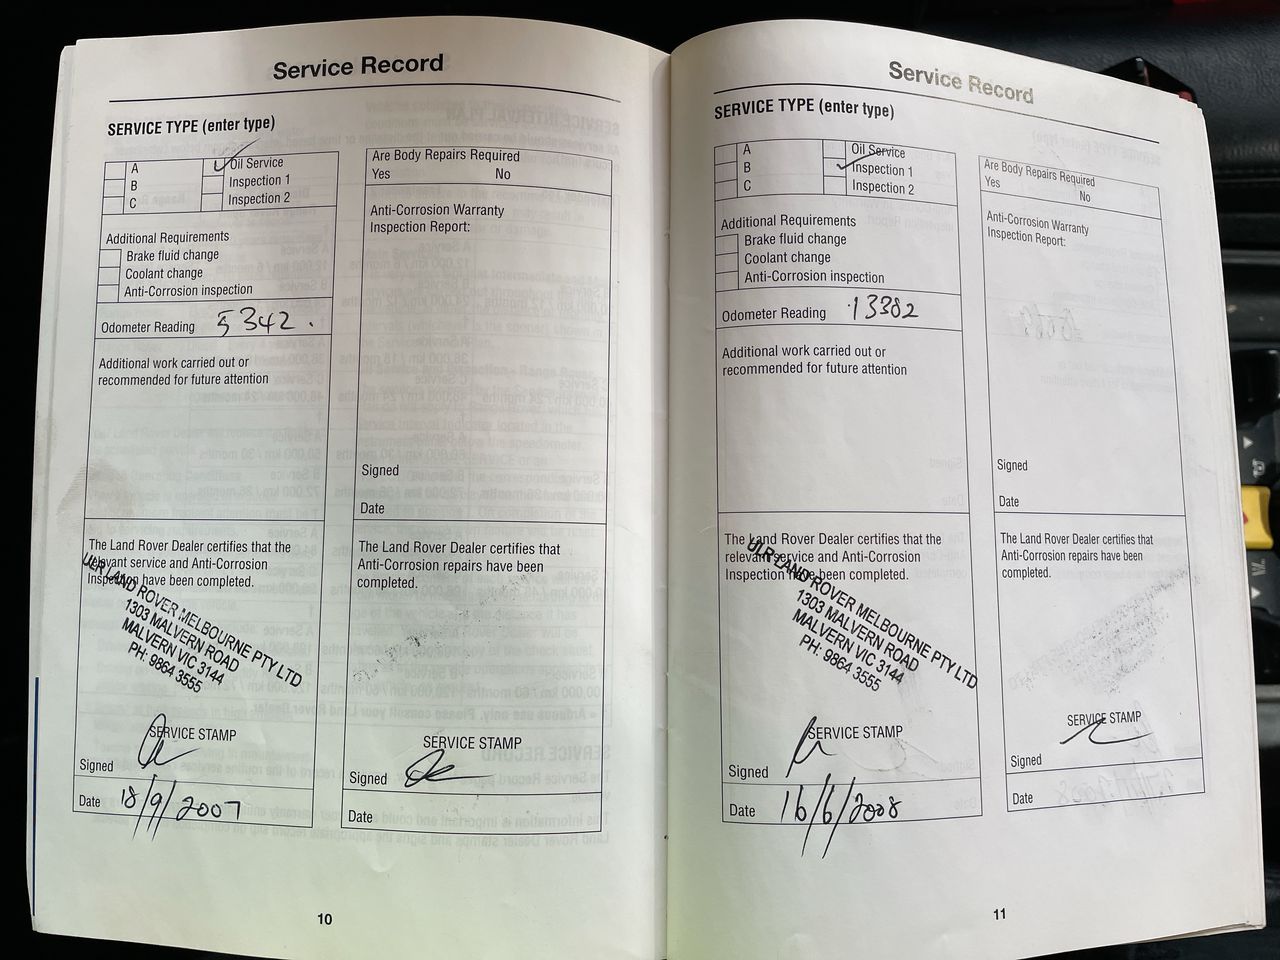 Service Record
SERVICE TYPE (enter type)
A
B
C
Oil Service
Inspection 1
Inspection 2
Additional Requirements
Brake fluid change
Coolant change
Anti-Corrosion inspection
Odometer Reading 5342.
Additional work carried out or
recommended for future attention
Are Body Repairs Required
Yes No
Anti-Corrosion Warranty
Inspection Report:
Signed
Date
The Land Rover Dealer certifies that the
relevant service and Anti-Corrosion
Inspection have been completed.
ULR LAND ROVER MELBOURNE PTY LTD
1303 MALVERN ROAD
MALVERN VIC 3144
PH: 9864 3555
SERVICE STAMP
Signed
Date 18/9/2007
The Land Rover Dealer certifies that
Anti-Corrosion repairs have been
completed.
SERVICE STAMP
Signed
Date
10
Service Record
SERVICE TYPE (enter type)
A
B
C
Oil Service
Inspection 1
Inspection 2
Additional Requirements
Brake fluid change
Coolant change
Anti-Corrosion inspection
Odometer Reading 13382
Additional work carried out or
recommended for future attention
Are Body Repairs Required
Yes No
Anti-Corrosion Warranty
Inspection Report:
Signed
Date
The Land Rover Dealer certifies that the
relevant service and Anti-Corrosion
Inspection have been completed.
ULR LAND ROVER MELBOURNE PTY LTD
1303 MALVERN ROAD
MALVERN VIC 3144
PH: 9864 3555
SERVICE STAMP
Signed
Date 16/6/2008
The Land Rover Dealer certifies that
Anti-Corrosion repairs have been
completed.
SERVICE STAMP
Signed
Date
11